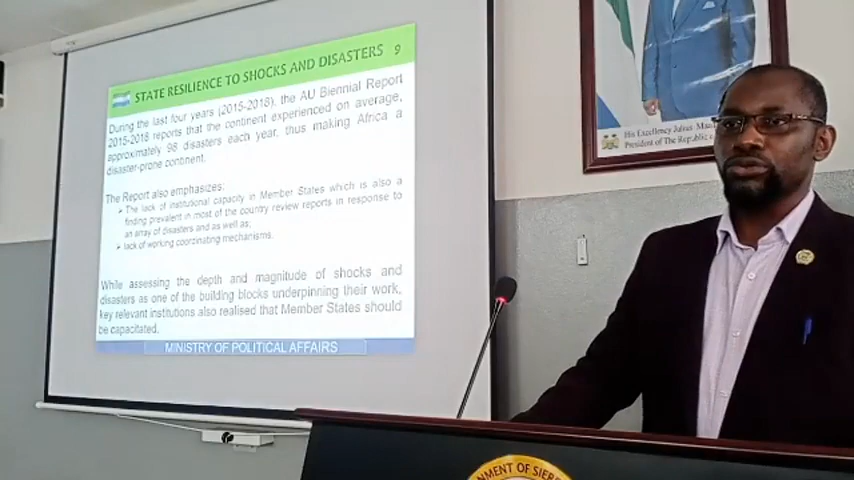 STATE RESILIENCE TO SHOCKS AND DISASTERS 9
During the last four years (2015-2018), the AU Biennial Report
2015-2018 reports that the continent experienced on average,
approximately 98 disasters each year, thus making Africa a
disaster-prone continent.
The Report also emphasizes:
➢ The lack of institutional capacity in Member States which is also a
finding prevalent in most of the country review reports in response to
an array of disasters and as well as;
➢ lack of working coordinating mechanisms.
While assessing the depth and magnitude of shocks and
disasters as one of the building blocks underpinning their work,
key relevant institutions also realised that Member States should
be capacitated.
MINISTRY OF POLITICAL AFFAIRS
His Excellency Julius
President of the Republic
NMENT OF SIER